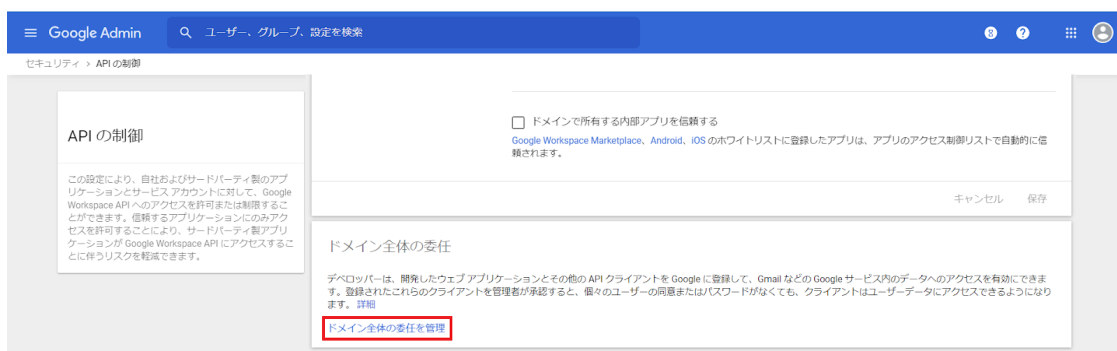 Google Admin
ユーザー、グループ、設定を検索
セキュリティ > API の制御
API の制御
この設定により、自社およびサードパーティ製のアプ
リケーションとサービス アカウントに対して、Google
Workspace API へのアクセスを許可または制限するこ
とができます。信頼するアプリケーションにのみアク
セスを許可することにより、サードパーティ製アプリ
ケーションが Google Workspace API にアクセスするこ
とに伴うリスクを軽減できます。
ドメインで所有する内部アプリを信頼する
Google Workspace Marketplace、Android、iOS のホワイトリストに登録したアプリは、アプリのアクセス制御リストで自動的に信
頼されます。
キャンセル 保存
ドメイン全体の委任
デベロッパーは、開発したウェブ アプリケーションとその他の API クライアントを Google に登録して、Gmail などの Google サービス内のデータへのアクセスを有効にできま
す。登録されたこれらのクライアントを管理者が承認すると、個々のユーザーの同意またはパスワードがなくても、クライアントはユーザーデータにアクセスできるようになり
ます。 詳細
ドメイン全体の委任を管理